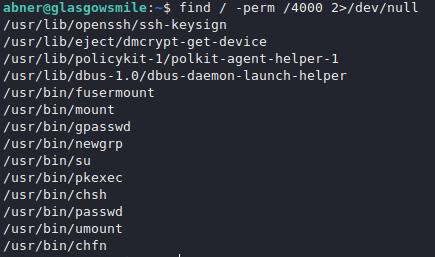 abner@glasgowsmile:~$ find / -perm /4000 2>/dev/null
/usr/lib/openssh/ssh-keysign
/usr/lib/eject/dmcrypt-get-device
/usr/lib/policykit-1/polkit-agent-helper-1
/usr/lib/dbus-1.0/dbus-daemon-launch-helper
/usr/bin/fusermount
/usr/bin/mount
/usr/bin/gpasswd
/usr/bin/newgrp
/usr/bin/su
/usr/bin/pkexec
/usr/bin/chsh
/usr/bin/passwd
/usr/bin/umount
/usr/bin/chfn